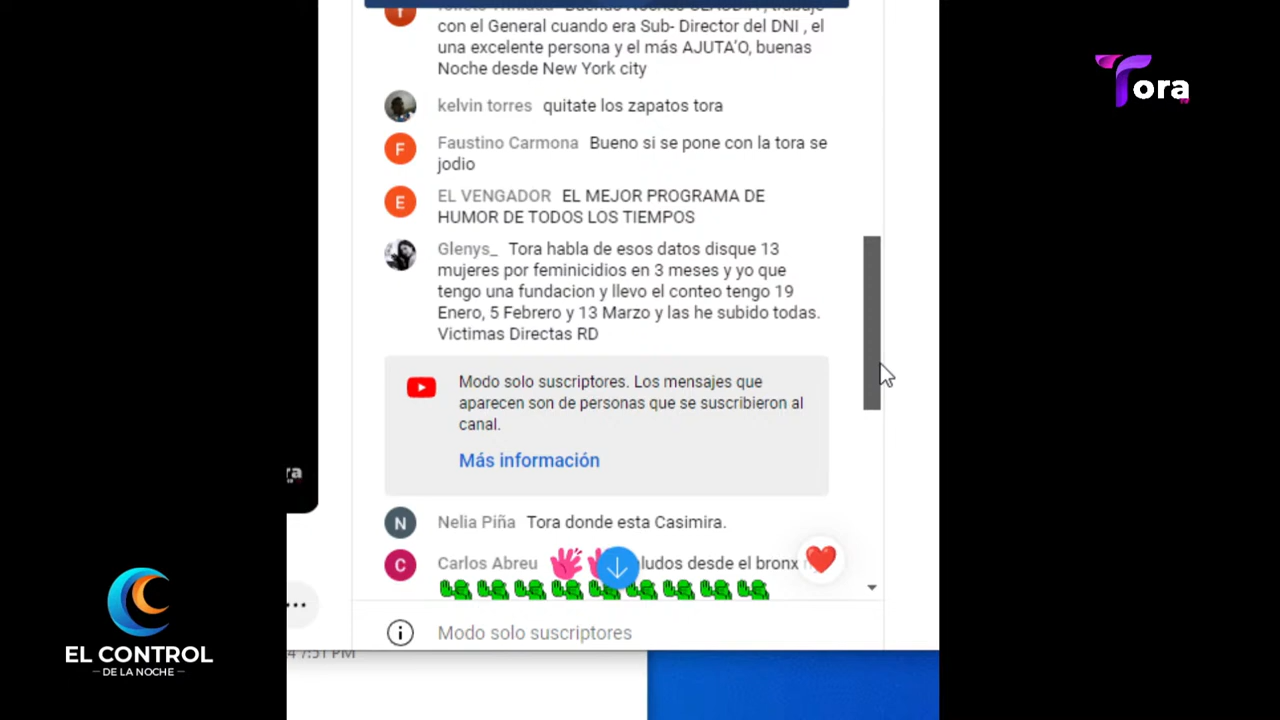 con el General cuando era Sub- Director del DNI , el
una excelente persona y el más AJUTA'O, buenas
Noche desde New York city
kelvin torres quitate los zapatos tora
Faustino Carmona Bueno si se pone con la tora se
jodio
EL VENGADOR EL MEJOR PROGRAMA DE
HUMOR DE TODOS LOS TIEMPOS
Glenys_ Tora habla de esos datos disque 13
mujeres por feminicidios en 3 meses y yo que
tengo una fundacion y llevo el conteo tengo 19
Enero, 5 Febrero y 13 Marzo y las he subido todas.
Victimas Directas RD
Modo solo suscriptores. Los mensajes que
aparecen son de personas que se suscribieron al
canal.
Más información
Nelia Piña Tora donde esta Casimira.
Carlos Abreu ludos desde el bronx
Modo solo suscriptores
7:51 PM
Tora
F
E
N
C
EL CONTROL
DE LA NOCHE